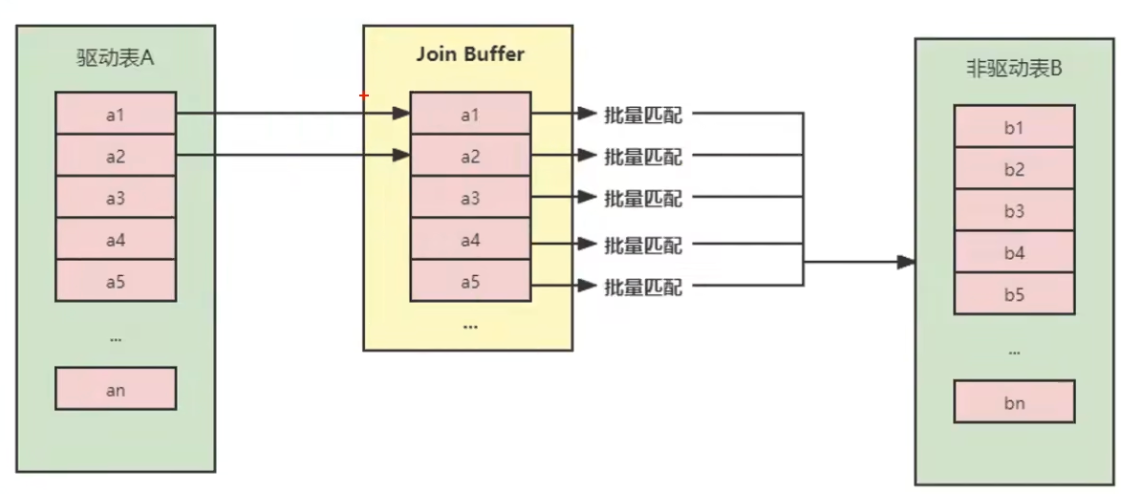 驱动表A
a1
a2
a3
a4
a5
...
an
Join Buffer
a1
a2
a3
a4
a5
...
批量匹配
批量匹配
批量匹配
批量匹配
批量匹配
非驱动表B
b1
b2
b3
b4
b5
...
bn